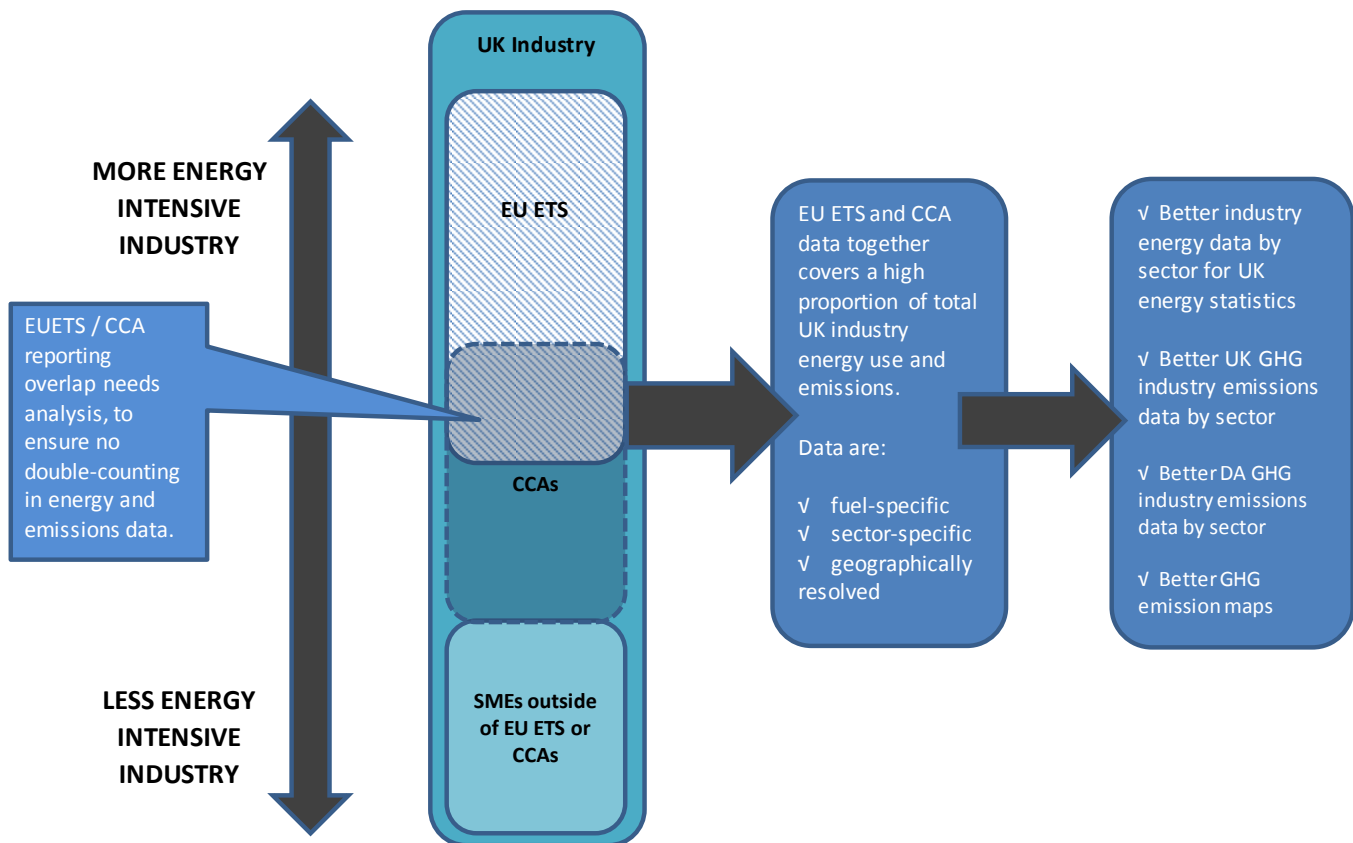 UK Industry
MORE ENERGY
INTENSIVE
INDUSTRY
EU ETS
EUETS / CCA
reporting
overlap needs
analysis, to
ensure no
double-counting
in energy and
emissions data.
CCAs
LESS ENERGY
INTENSIVE
INDUSTRY
SMEs outside
of EU ETS or
CCAs
EU ETS and CCA
data together
covers a high
proportion of total
UK industry
energy use and
emissions.
Data are:
√ fuel-specific
√ sector-specific
√ geographically
resolved
√ Better industry
energy data by
sector for UK
energy statistics
√ Better UK GHG
industry emissions
data by sector
√ Better DA GHG
industry emissions
data by sector
√ Better GHG
emission maps